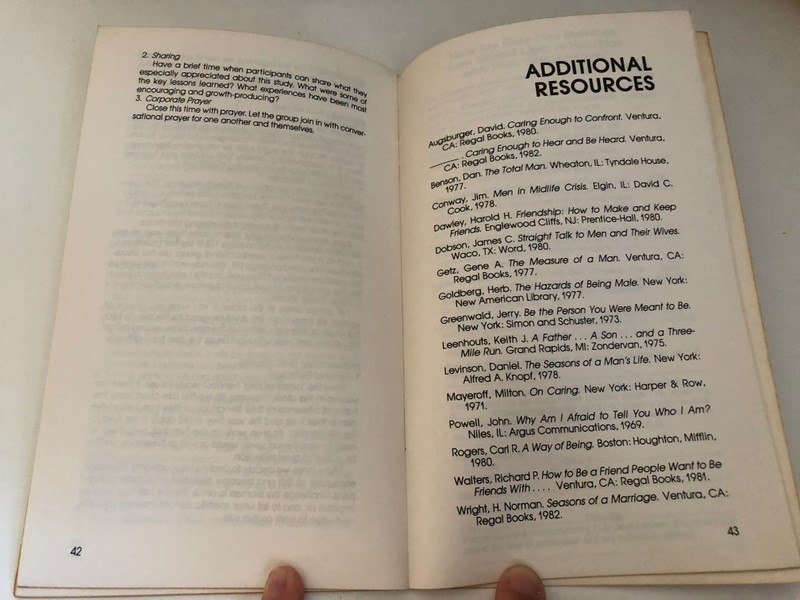 2. Sharing
Have a brief time when participants can share what they
especially appreciated about this study. What were some of
the key lessons learned? What experiences have been most
encouraging and growth-producing?
3. Corporate Prayer
Close this time with prayer. Let the group join in with conver-
sational prayer for one another and themselves.
42
ADDITIONAL
RESOURCES
Augsburger, David. Caring Enough to Confront. Ventura,
CA: Regal Books, 1980.
______. Caring Enough to Hear and Be Heard. Ventura,
CA: Regal Books, 1982.
Benson, Dan. The Total Man. Wheaton, IL: Tyndale House,
1977.
Conway, Jim. Men in Midlife Crisis. Elgin, IL: David C.
Cook, 1978.
Dawley, Harold H. Friendship: How to Make and Keep
Friends. Englewood Cliffs, NJ: Prentice-Hall, 1980.
Dobson, James C. Straight Talk to Men and Their Wives.
Waco, TX: Word, 1980.
Getz, Gene A. The Measure of a Man. Ventura, CA:
Regal Books, 1977.
Goldberg, Herb. The Hazards of Being Male. New York:
New American Library, 1977.
Greenwald, Jerry. Be the Person You Were Meant to Be.
New York: Simon and Schuster, 1973.
Leenhouts, Keith J. A Father . . . A Son . . . and a Three-
Mile Run. Grand Rapids, MI: Zondervan, 1975.
Levinson, Daniel. The Seasons of a Man's Life. New York:
Alfred A. Knopf, 1978.
Mayeroff, Milton. On Caring. New York: Harper & Row,
1971.
Powell, John. Why Am I Afraid to Tell You Who I Am?
Niles, IL: Argus Communications, 1969.
Rogers, Carl R. A Way of Being. Boston: Houghton, Mifflin,
1980.
Walters, Richard P. How to Be a Friend People Want to Be
Friends With . . . . Ventura, CA: Regal Books, 1981.
Wright, H. Norman. Seasons of a Marriage. Ventura, CA:
Regal Books, 1982.
43